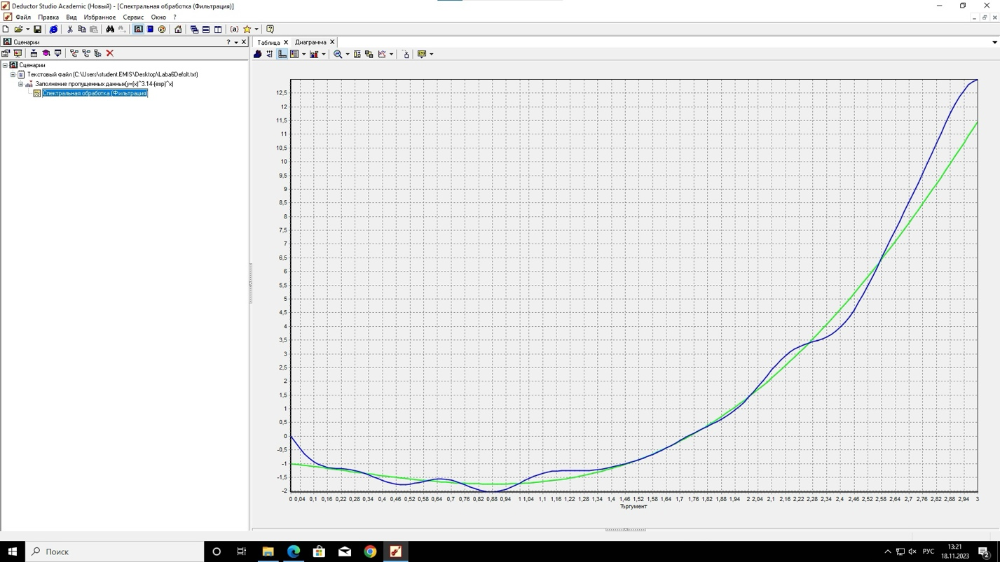 Deductor Studio Academic (Новый) - [Спектральная обработка (Фильтрация)]
Файл Правка Вид Избранное Сервис Окно ?
Сценарии
Таблица Диаграмма
Сценарии
Текстовый файл (C:\Users\student.EMIS\Desktop\Laba6Defolt.txt)
Заполнение пропущенных данных(y=(x)^3.14-(exp)^x)
Спектральная обработка (Фильтрация)
12,5
12
11,5
11
10,5
10
9,5
9
8,5
8
7,5
7
6,5
6
5,5
5
4,5
4
3,5
3
2,5
2
1,5
1
0,5
0
-0,5
-1
-1,5
-2
0 0,04 0,1 0,16 0,22 0,28 0,34 0,4 0,46 0,52 0,58 0,64 0,7 0,76 0,82 0,88 0,94 1 1,04 1,1 1,16 1,22 1,28 1,34 1,4 1,46 1,52 1,58 1,64 1,7 1,76 1,82 1,88 1,94 2 2,04 2,1 2,16 2,22 2,28 2,34 2,4 2,46 2,52 2,58 2,64 2,7 2,76 2,82 2,88 2,94 3
Ђргумент
Поиск
РУС
13:21
18.11.2023
2